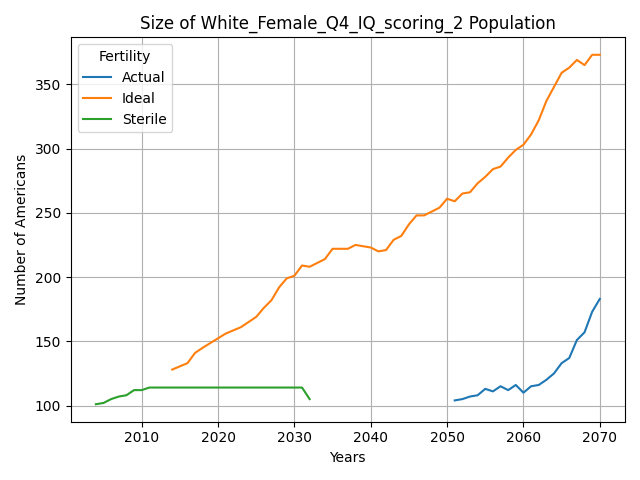 Size of White_Female_Q4_IQ_scoring_2 Population
Fertility
Actual
Ideal
Sterile
Number of Americans
350
300
250
200
150
100
2010 2020 2030 2040 2050 2060 2070
Years